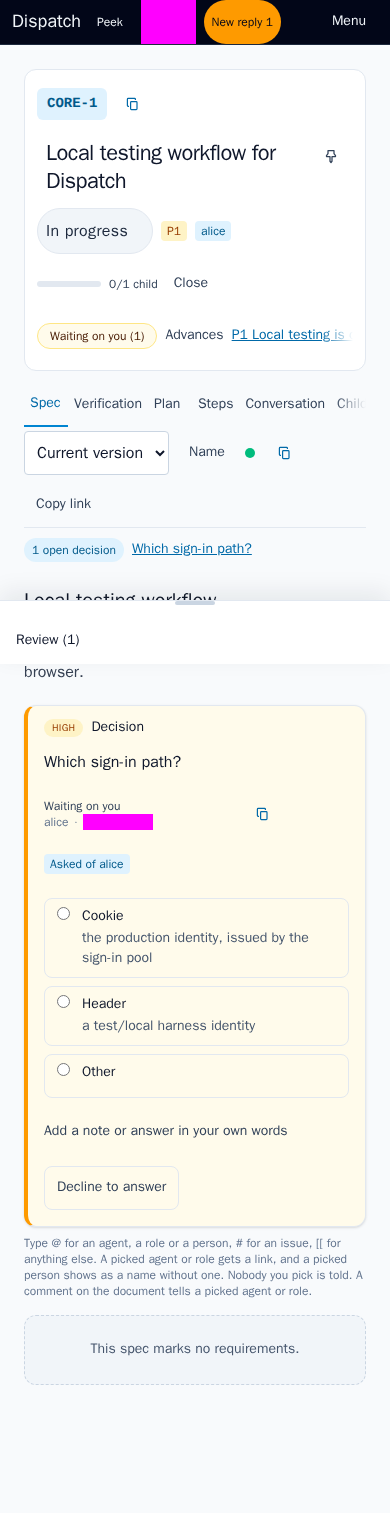 Dispatch
Peek
New reply 1
Menu
CORE-1
Local testing workflow for
Dispatch
In progress
P1
alice
0/1 child
Close
Waiting on you (1)
Advances
P1 Local testing is
Spec
Verification
Plan
Steps
Conversation
Current version
Name
Copy link
1 open decision
Which sign-in path?
Local testing workflow
Review (1)
browser.
HIGH
Decision
Which sign-in path?
Waiting on you
alice ·
Asked of alice
Cookie
the production identity, issued by the
sign-in pool
Header
a test/local harness identity
Other
Add a note or answer in your own words
Decline to answer
Type @ for an agent, a role or a person, # for an issue, [[ for
anything else. A picked agent or role gets a link, and a picked
person shows as a name without one. Nobody you pick is told. A
comment on the document tells a picked agent or role.
This spec marks no requirements.